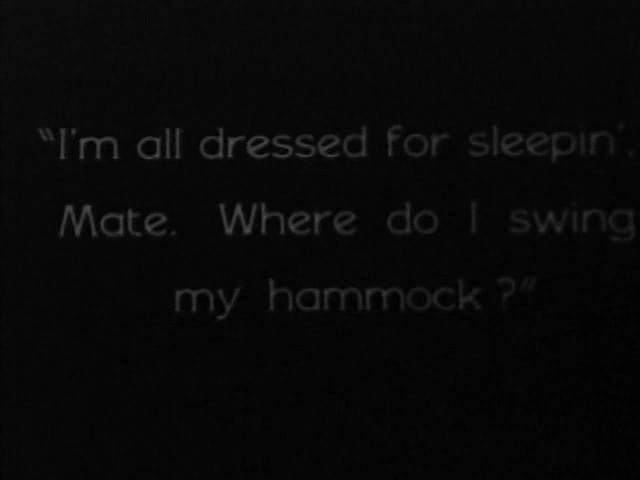 "I'm all dressed for sleepin',
Mate. Where do I swing
my hammock?"